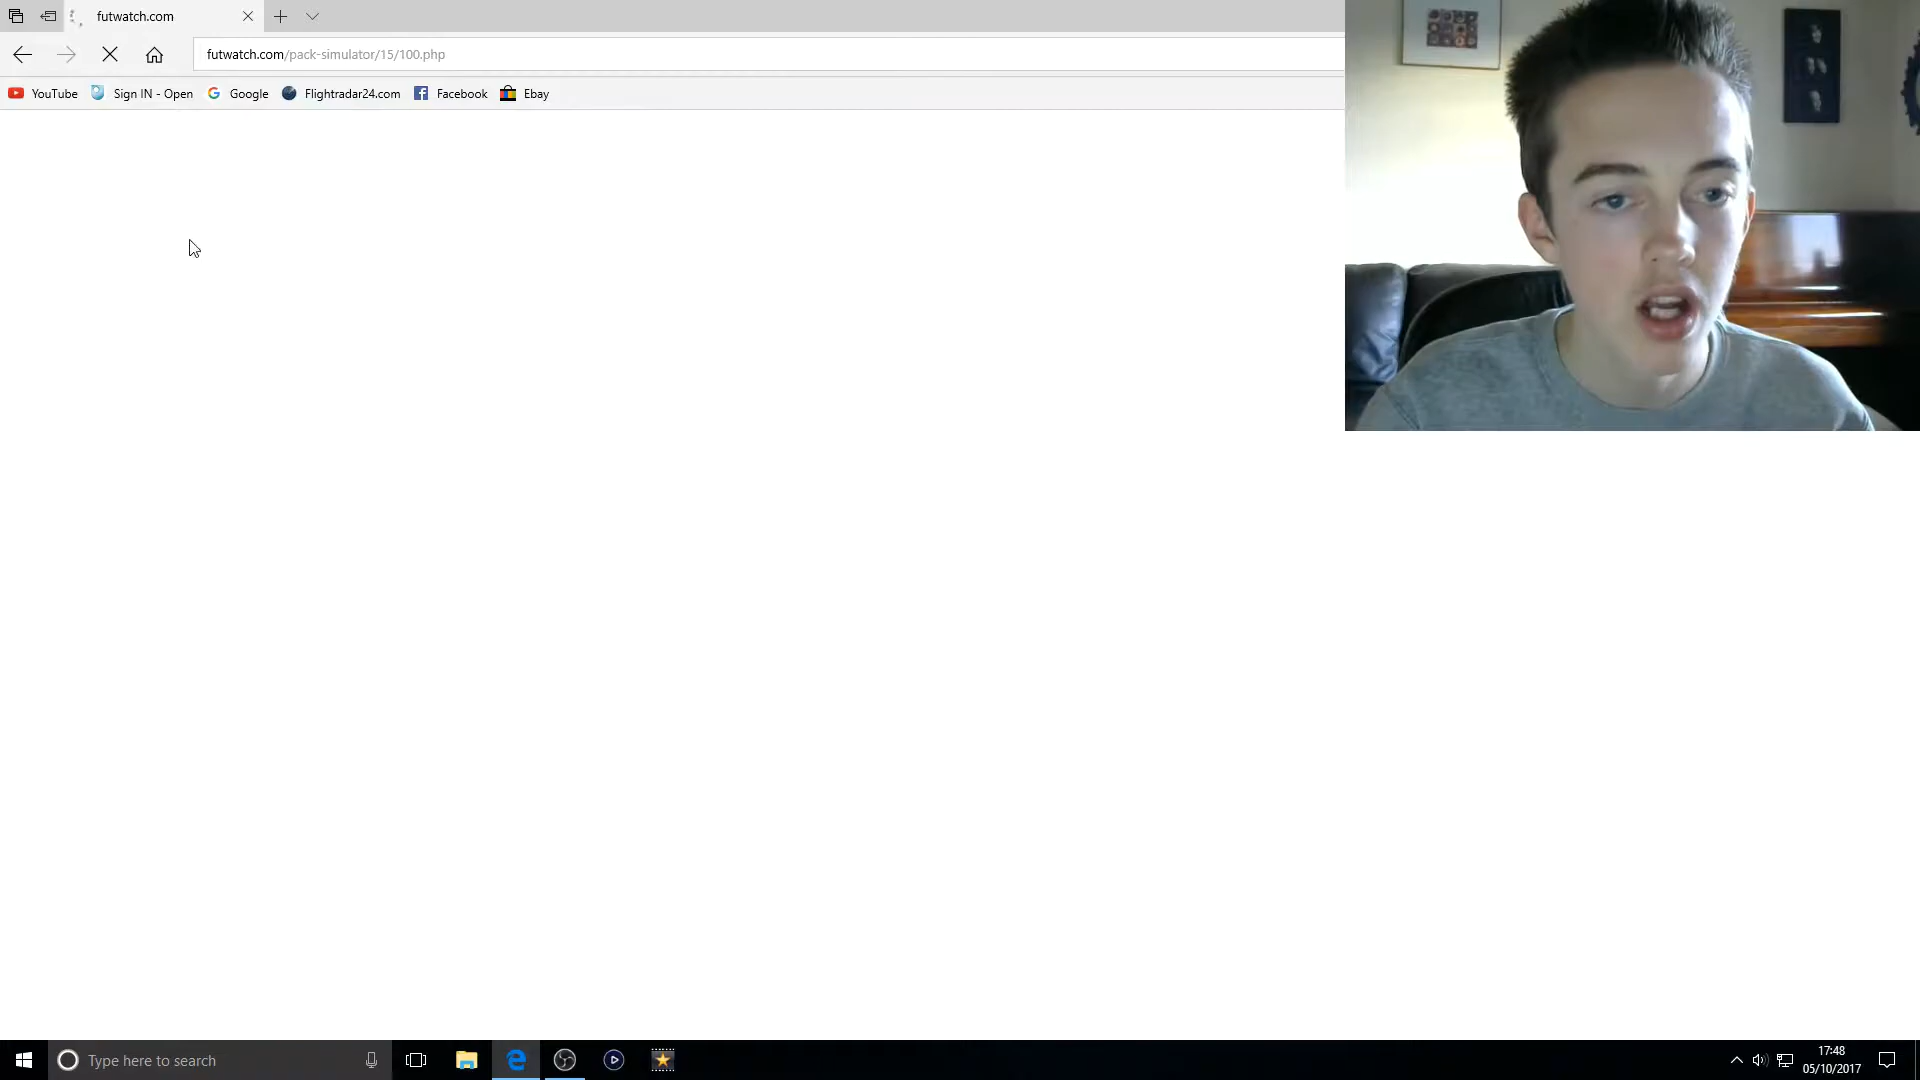 futwatch.com
futwatch.com/pack-simulator/15/100.php
YouTube Sign IN - Open Google Flightradar24.com Facebook Ebay
Type here to search
17:48
05/10/2017